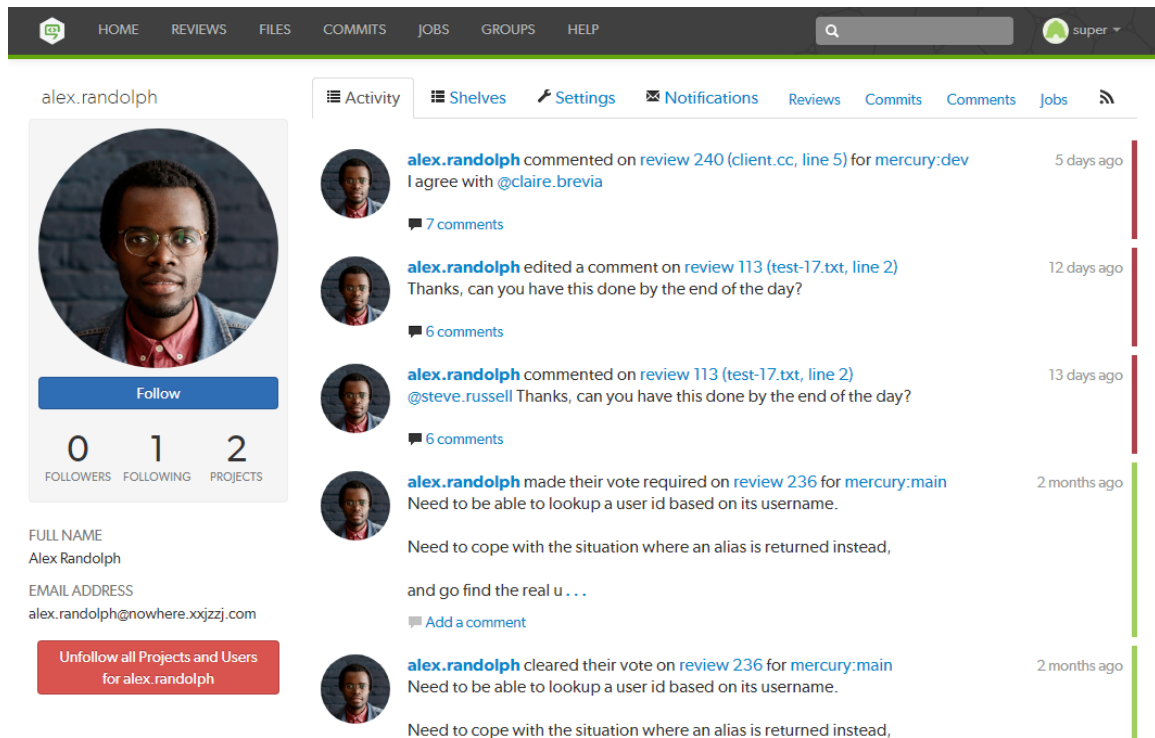 HOME REVIEWS FILES COMMITS JOBS GROUPS HELP super
alex.randolph
Activity Shelves Settings Notifications Reviews Commits Comments Jobs
Follow
0 1 2
FOLLOWERS FOLLOWING PROJECTS
FULL NAME
Alex Randolph
EMAIL ADDRESS
alex.randolph@nowhere.xxjzzj.com
Unfollow all Projects and Users
for alex.randolph
alex.randolph commented on review 240 (client.cc, line 5) for mercury:dev 5 days ago
I agree with @claire.brevia
7 comments
alex.randolph edited a comment on review 113 (test-17.txt, line 2) 12 days ago
Thanks, can you have this done by the end of the day?
6 comments
alex.randolph commented on review 113 (test-17.txt, line 2) 13 days ago
@steve.russell Thanks, can you have this done by the end of the day?
6 comments
alex.randolph made their vote required on review 236 for mercury:main 2 months ago
Need to be able to lookup a user id based on its username.
Need to cope with the situation where an alias is returned instead,
and go find the real u . . .
Add a comment
alex.randolph cleared their vote on review 236 for mercury:main 2 months ago
Need to be able to lookup a user id based on its username.
Need to cope with the situation where an alias is returned instead,